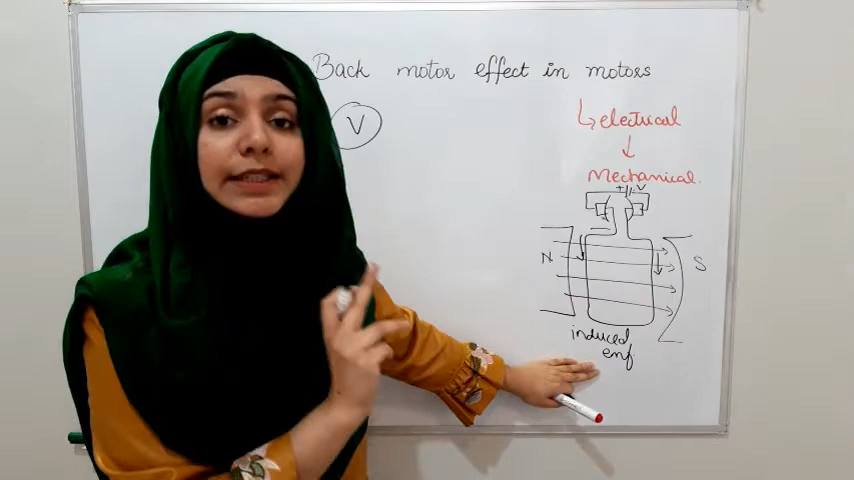 Back motor effect in motors
V
↳ electrical
↓
Mechanical.
+ V
N
S
induced
emf